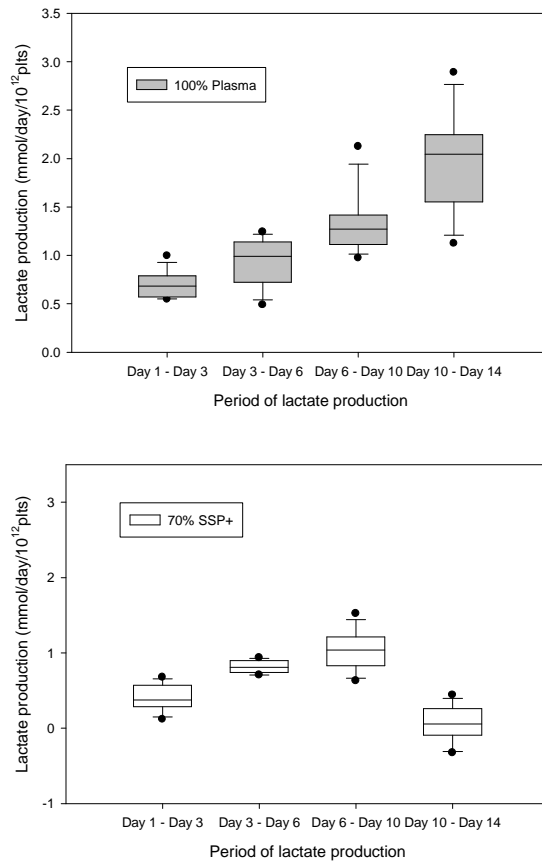 3.5
3.0
2.5
2.0
1.5
1.0
0.5
0.0
Lactate production (mmol/day/10¹²plts)
100% Plasma
Day 1 - Day 3 Day 3 - Day 6 Day 6 - Day 10 Day 10 - Day 14
Period of lactate production
3
2
1
0
-1
Lactate production (mmol/day/10¹²plts)
70% SSP+
Day 1 - Day 3 Day 3 - Day 6 Day 6 - Day 10 Day 10 - Day 14
Period of lactate production